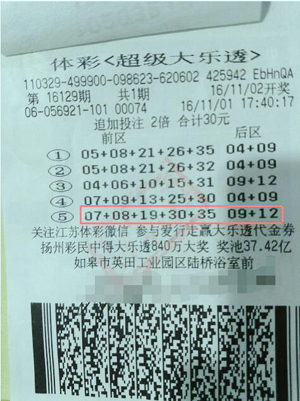 体彩<超级大乐透>
110329-499900-098623-620602 425942 EbHnQA
第 16129期 共1期 16/11/02开奖
06-056921-101 00074 16/11/01 17:40:17
追加投注 2倍 合计30元
前区 后区
① 05+08+21+26+35 04+09
② 05+08+21+26+32 04+09
③ 04+06+10+15+31 09+12
④ 07+09+13+25+30 04+09
⑤ 07+08+19+30+35 09+12
关注江苏体彩微信 参与发行走赢大乐透代金券
扬州彩民中得大乐透840万大奖 奖池37.42亿
如皋市英田工业园区陆桥浴室前